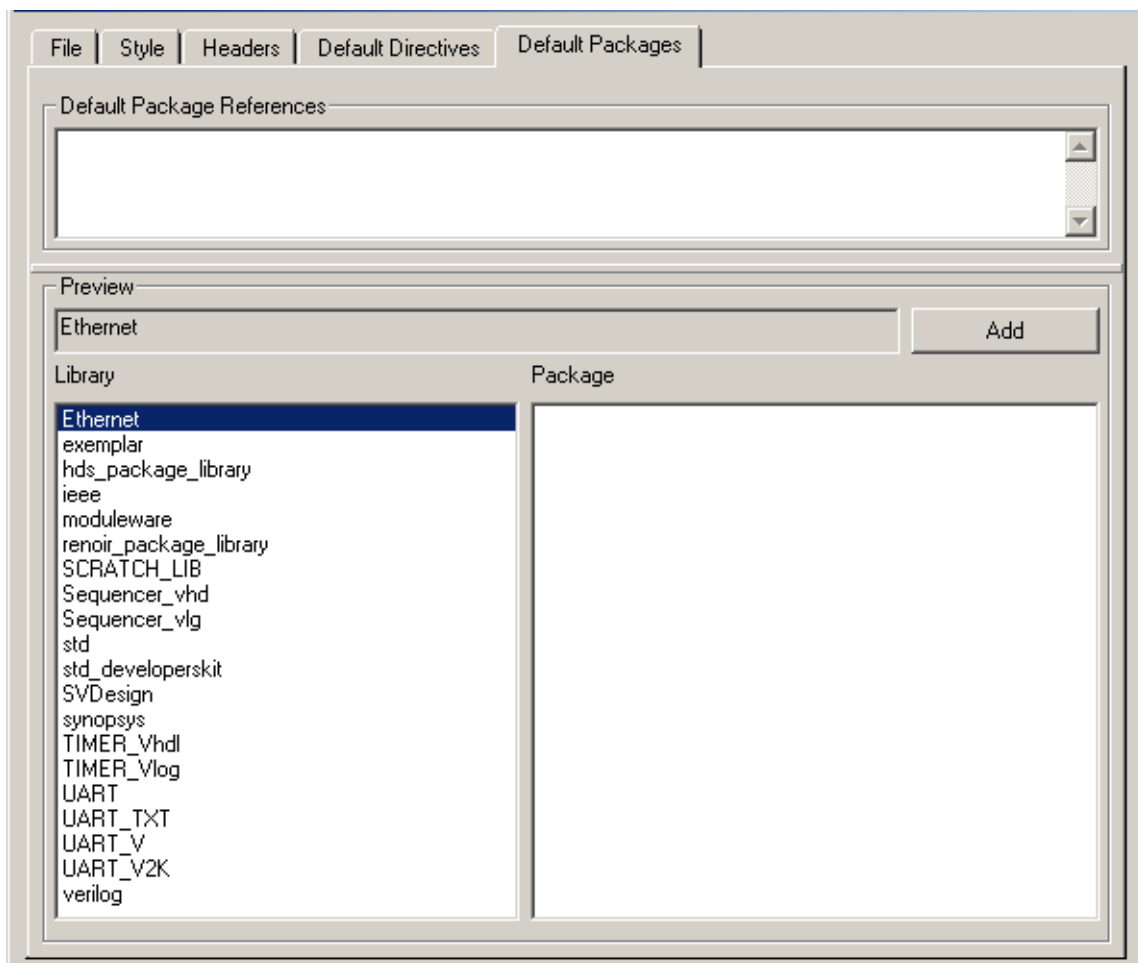 File Style Headers Default Directives Default Packages
Default Package References
Preview
Ethernet Add
Library Package
Ethernet
exemplar
hds_package_library
ieee
moduleware
renoir_package_library
SCRATCH_LIB
Sequencer_vhd
Sequencer_vlg
std
std_developerskit
SVDesign
synopsys
TIMER_Vhdl
TIMER_Vlog
UART
UART_TXT
UART_V
UART_V2K
verilog